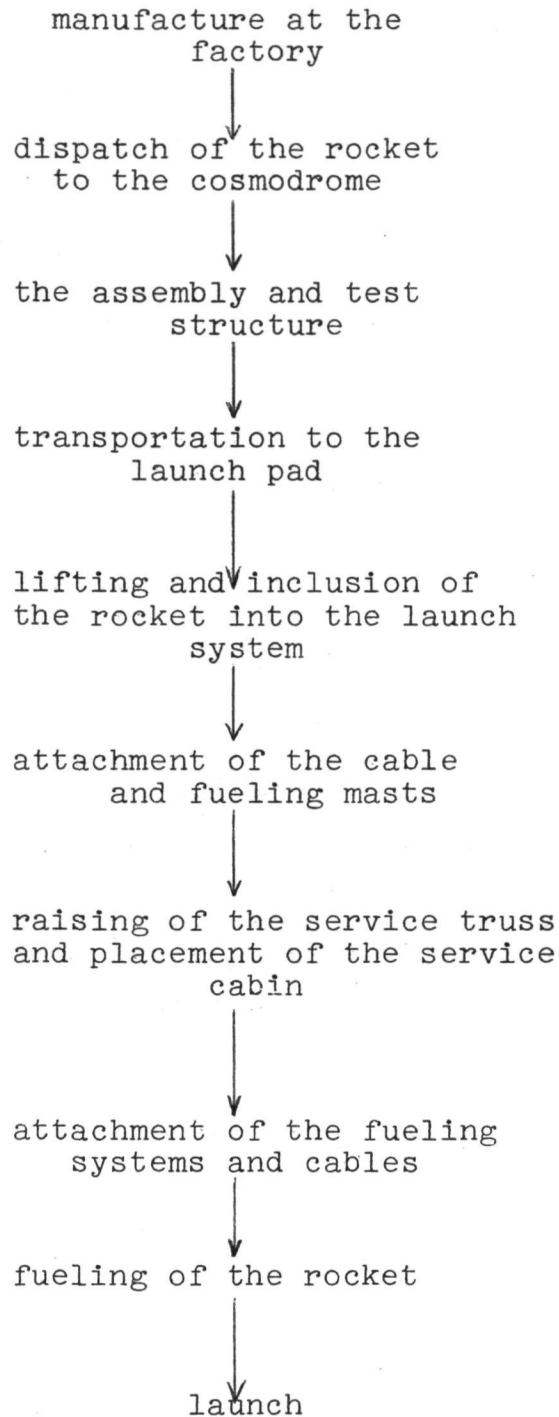 manufacture at the
factory
dispatch of the rocket
to the cosmodrome
the assembly and test
structure
transportation to the
launch pad
lifting and inclusion of
the rocket into the launch
system
attachment of the cable
and fueling masts
raising of the service truss
and placement of the service
cabin
attachment of the fueling
systems and cables
fueling of the rocket
launch